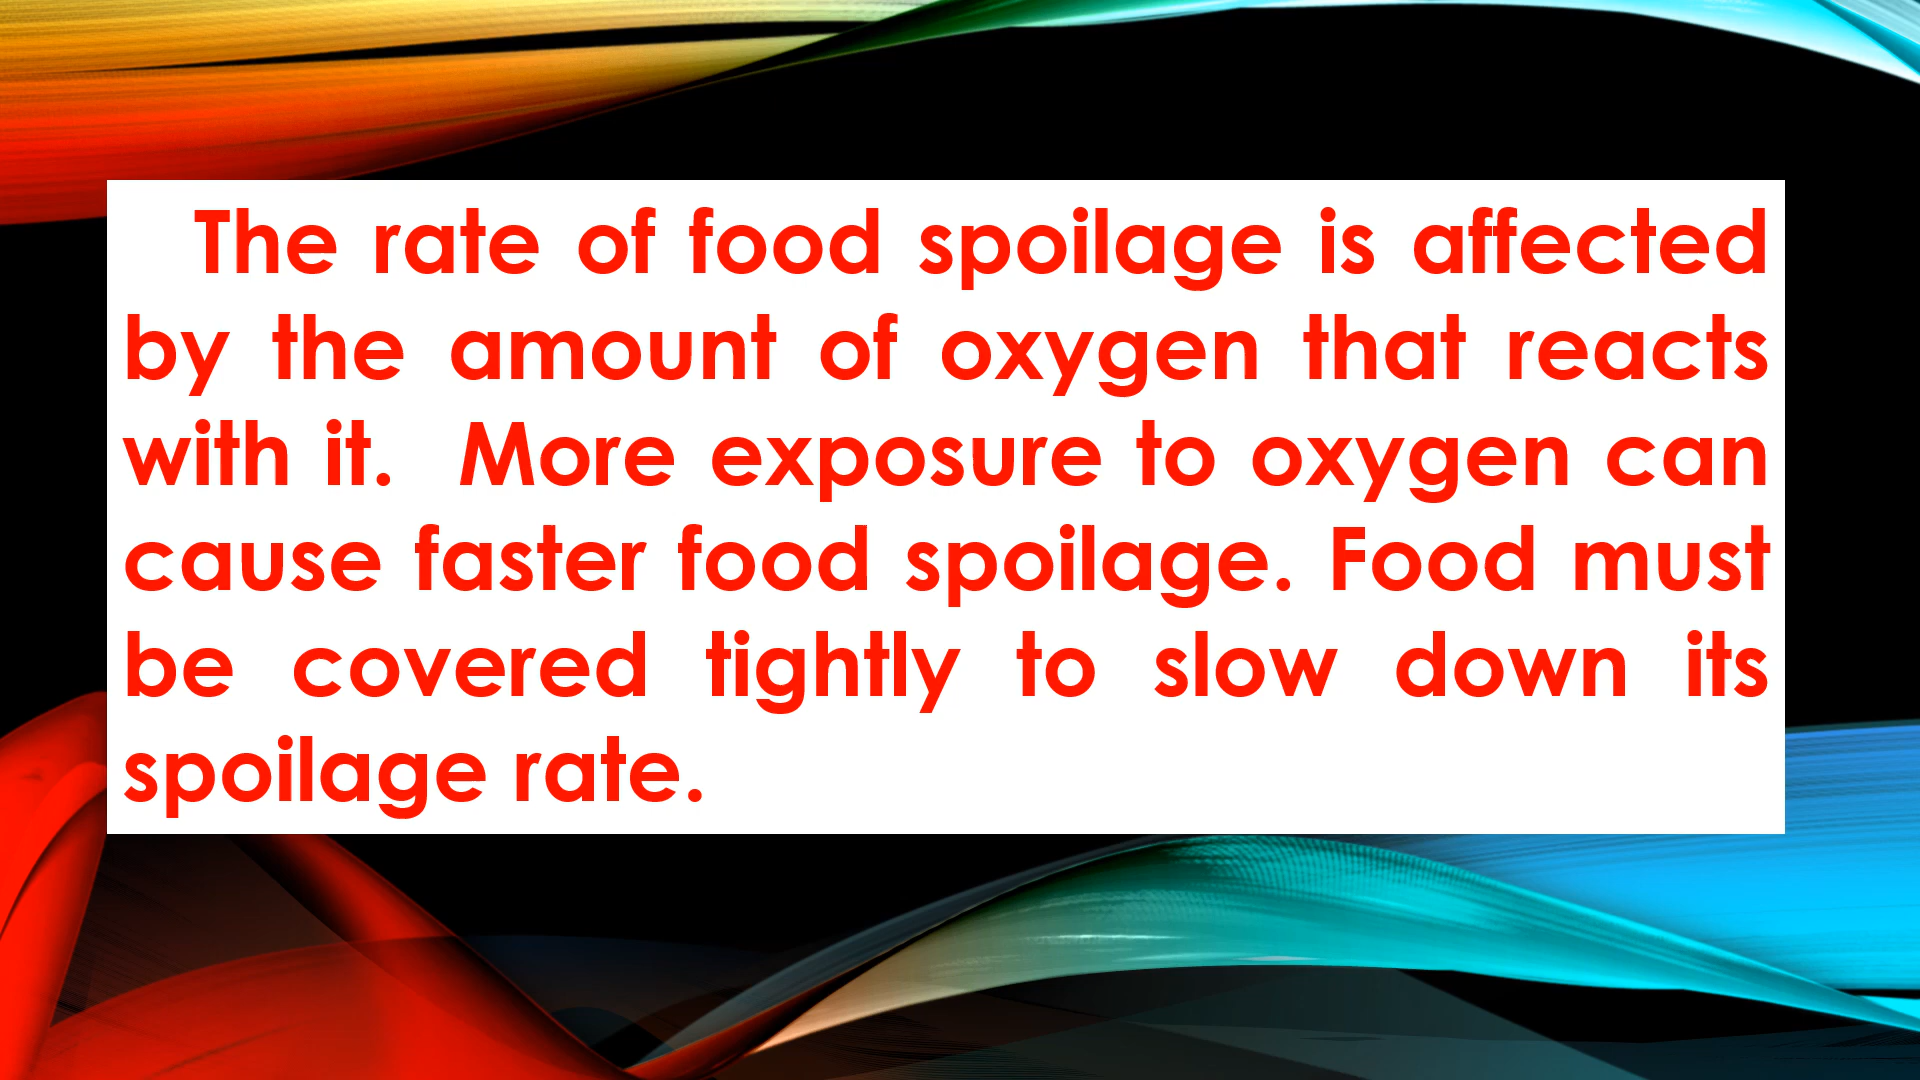 The rate of food spoilage is affected
by the amount of oxygen that reacts
with it.  More exposure to oxygen can
cause faster food spoilage. Food must
be covered tightly to slow down its
spoilage rate.